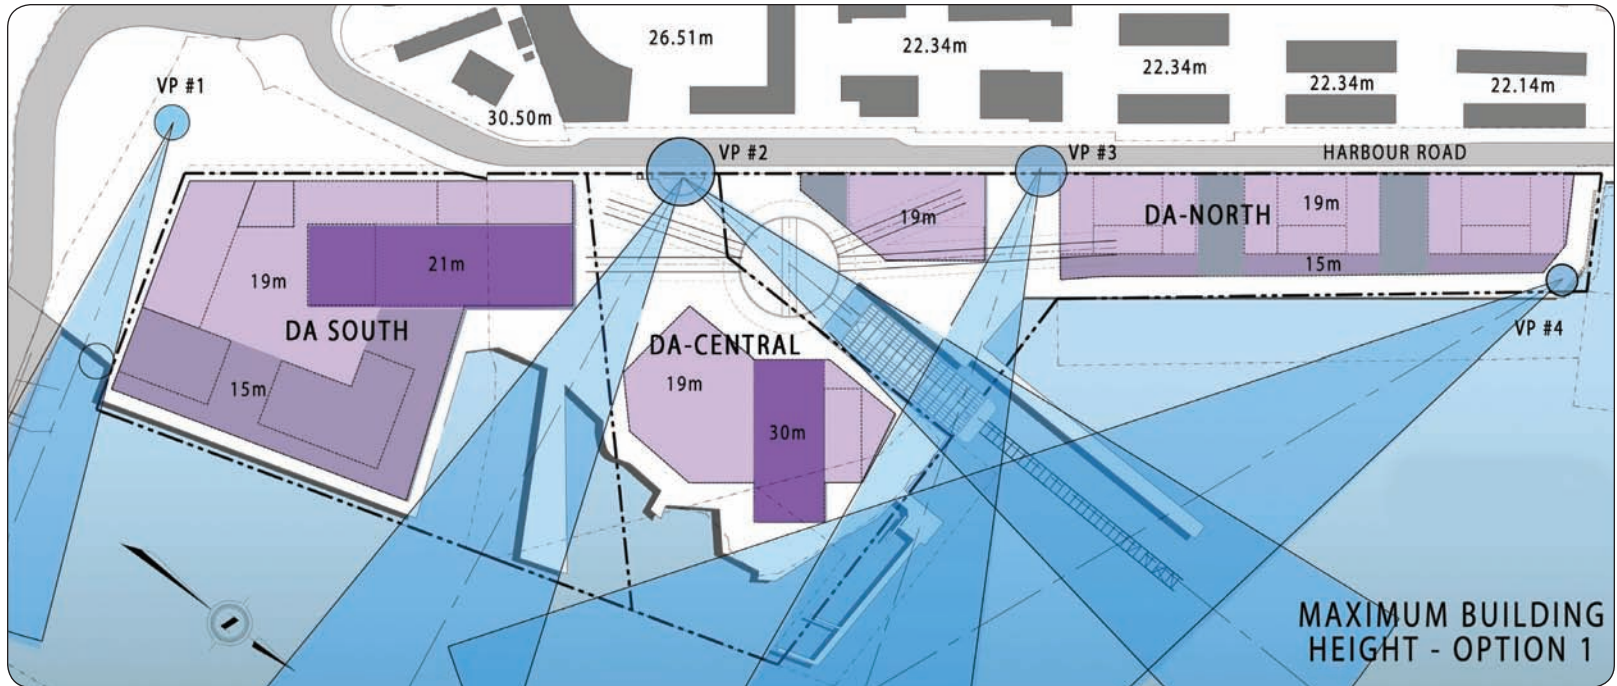 26.51m
22.34m
22.34m
22.34m
22.14m
VP #1
30.50m
VP #2
VP #3
HARBOUR ROAD
19m
DA-NORTH
19m
21m
19m
15m
DA SOUTH
DA-CENTRAL
VP #4
19m
15m
30m
MAXIMUM BUILDING
HEIGHT - OPTION 1